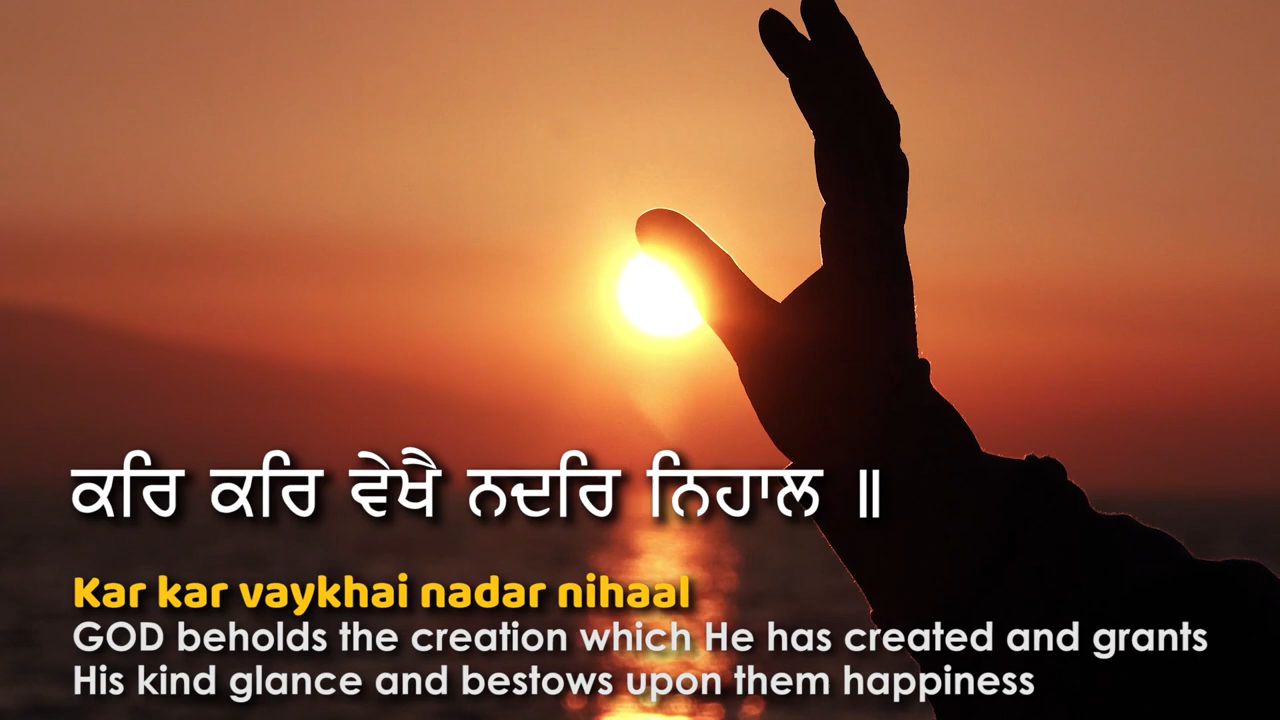 ਕਰਿ ਕਰਿ ਵੇਖੈ ਨਦਰਿ ਨਿਹਾਲ ॥
Kar kar vaykhai nadar nihaal
GOD beholds the creation which He has created and grants
His kind glance and bestows upon them happiness